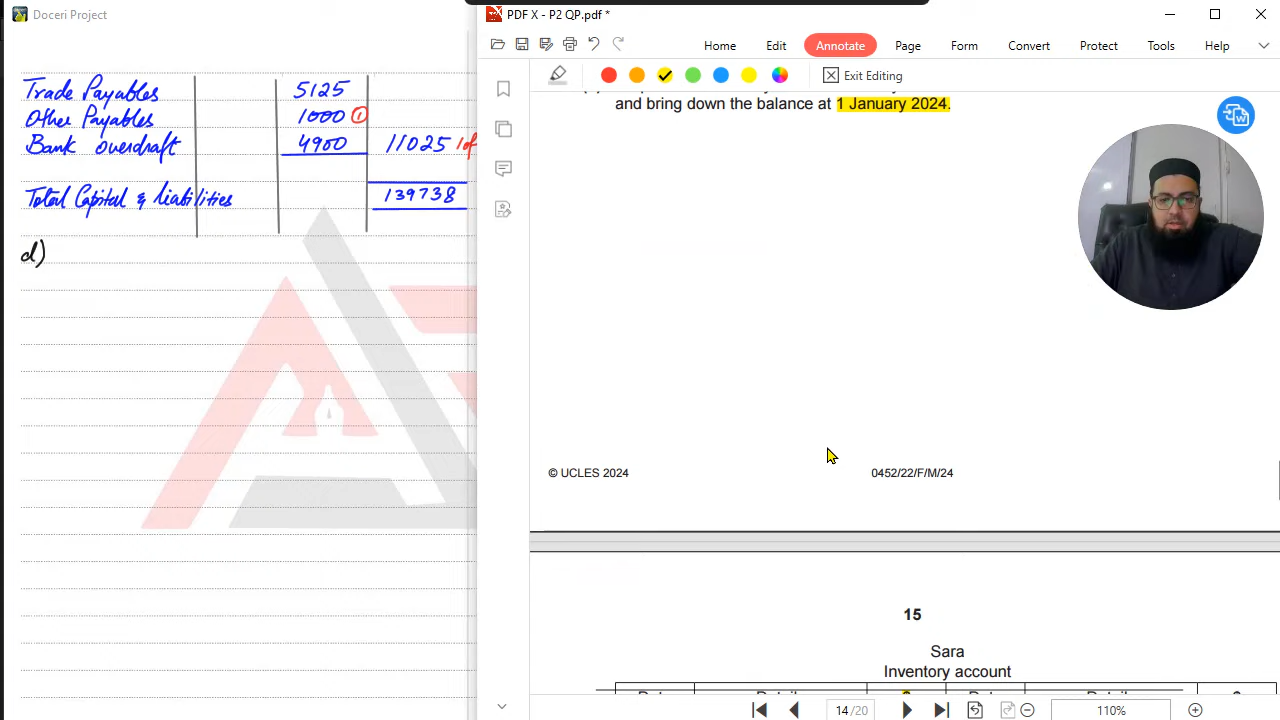 Doceri Project
PDF X - P2 QP.pdf *
Home Edit Annotate Page Form Convert Protect Tools Help
Exit Editing
Trade Payables 5125
Other Payables 1000 1
Bank overdraft 4900 11025 1of
Total Capital & liabilities 139738
d)
and bring down the balance at 1 January 2024.
© UCLES 2024 0452/22/F/M/24
15
Sara
Inventory account
14 /20
110%